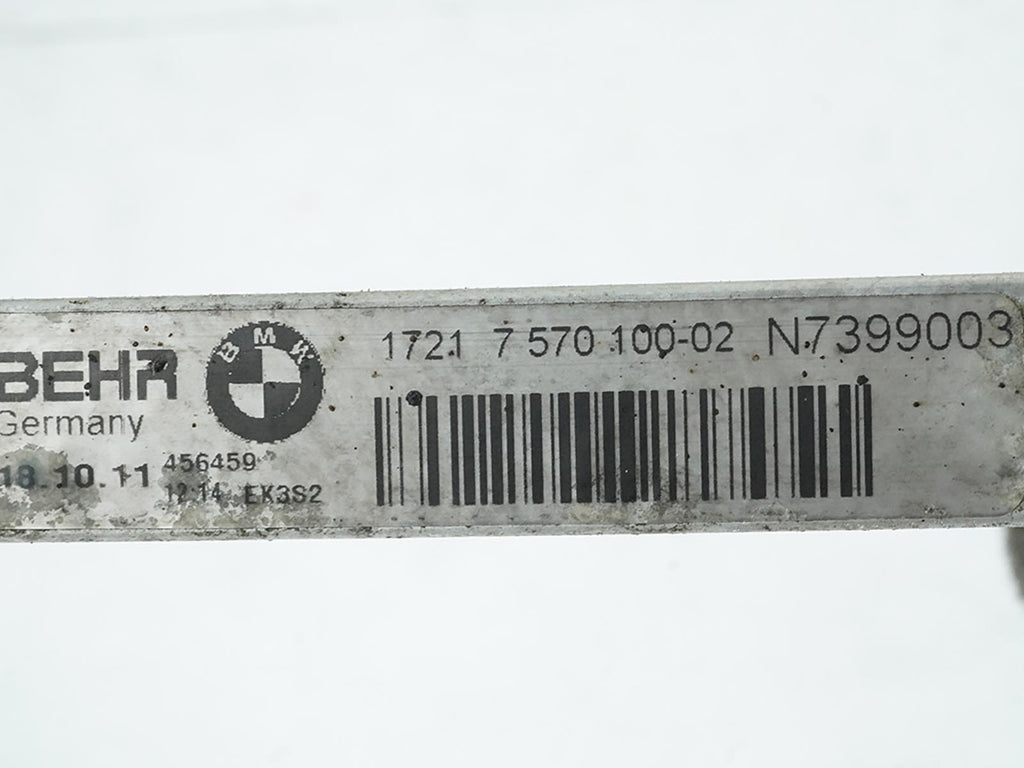 BEHR
Germany
18.10.11
456459
12:14 EK3S2
BMW
1721 7 570 100-02 N7399003